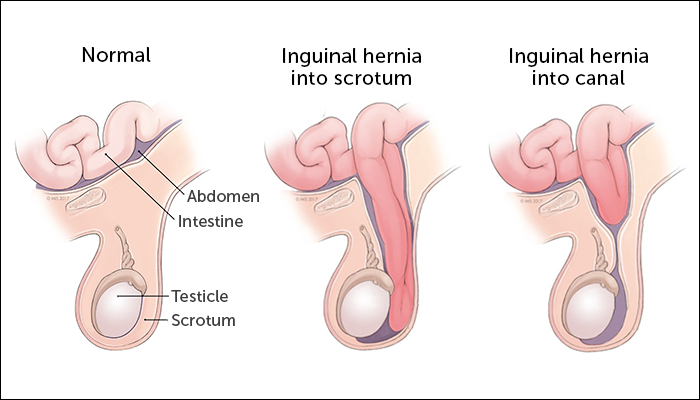 Normal
Inguinal hernia
into scrotum
Inguinal hernia
into canal
Abdomen
Intestine
Testicle
Scrotum